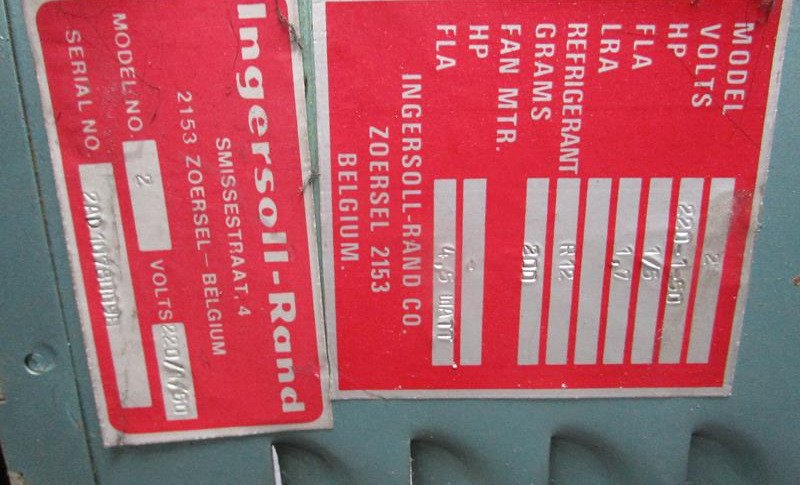 Ingersoll-Rand
SMISSESTRAAT, 4
2153 ZOERSEL – BELGIUM
MODEL NO. 2 VOLTS 220/1/50
SERIAL NO.
MODEL 2
VOLTS 220-1-50
HP 1/5
FLA 1,7
LRA
REFRIGERANT R12
GRAMS 200
FAN MTR.
HP
FLA 4,5 WATT
INGERSOLL-RAND CO.
ZOERSEL 2153
BELGIUM.